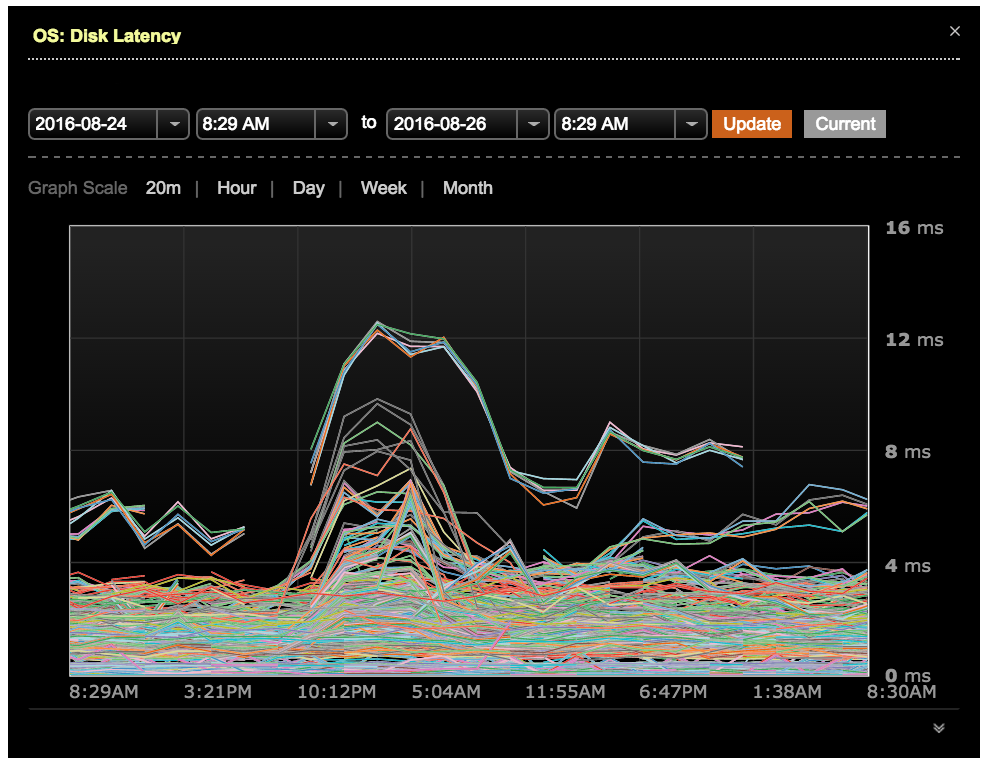 OS: Disk Latency ×
2016-08-24 8:29 AM to 2016-08-26 8:29 AM Update Current
Graph Scale 20m | Hour | Day | Week | Month
16 ms
12 ms
8 ms
4 ms
0 ms
8:29AM 3:21PM 10:12PM 5:04AM 11:55AM 6:47PM 1:38AM 8:30AM